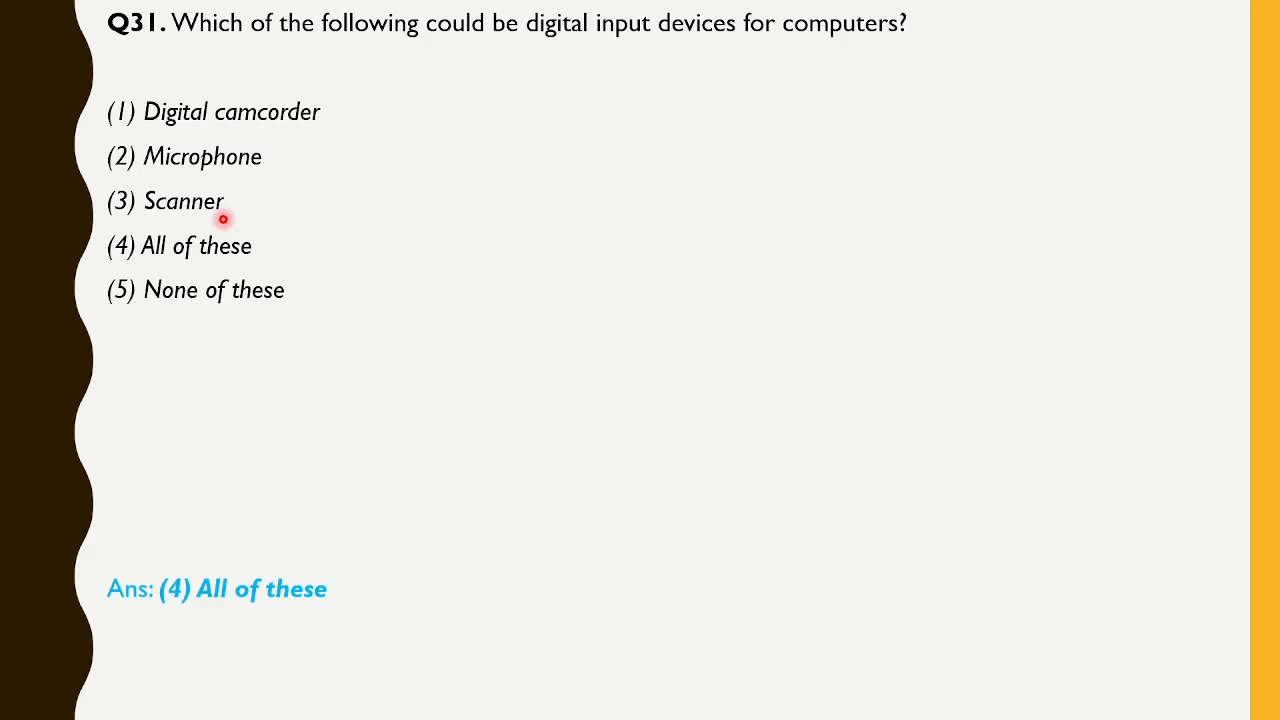 Q31. Which of the following could be digital input devices for computers?
(1) Digital camcorder
(2) Microphone
(3) Scanner
(4) All of these
(5) None of these
Ans: (4) All of these